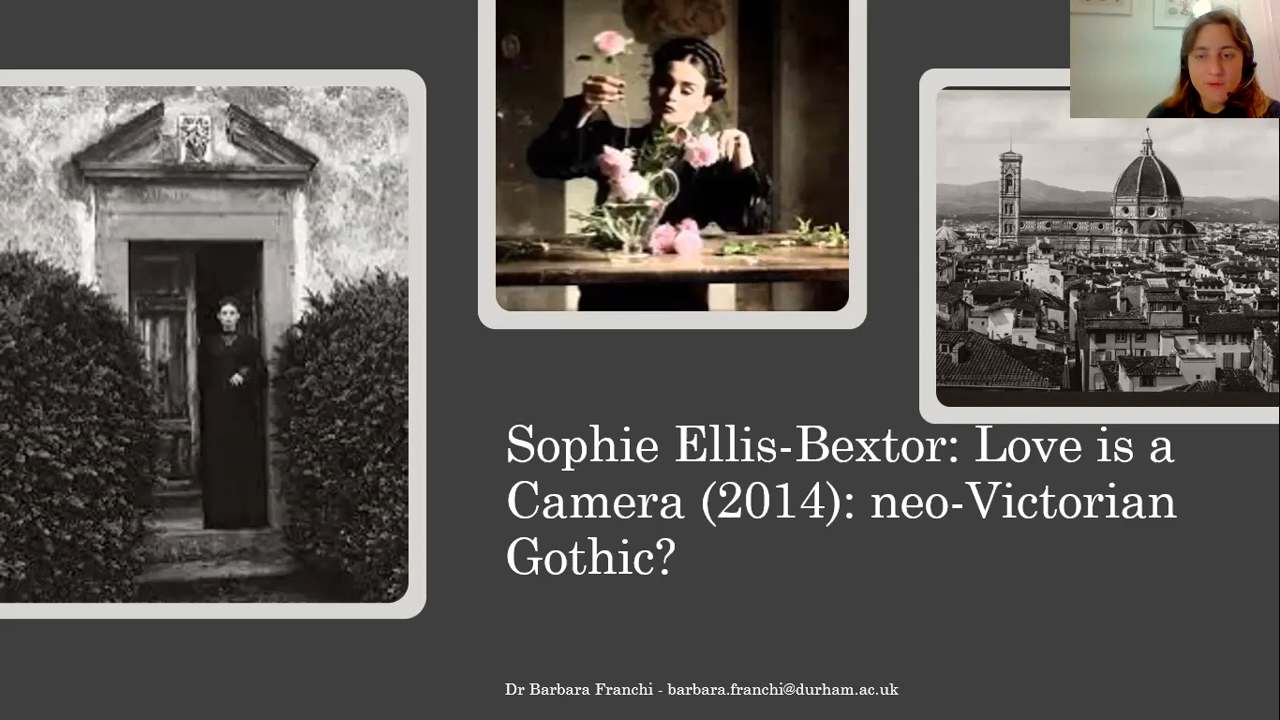 Sophie Ellis-Bextor: Love is a
Camera (2014): neo-Victorian
Gothic?
Dr Barbara Franchi - barbara.franchi@durham.ac.uk